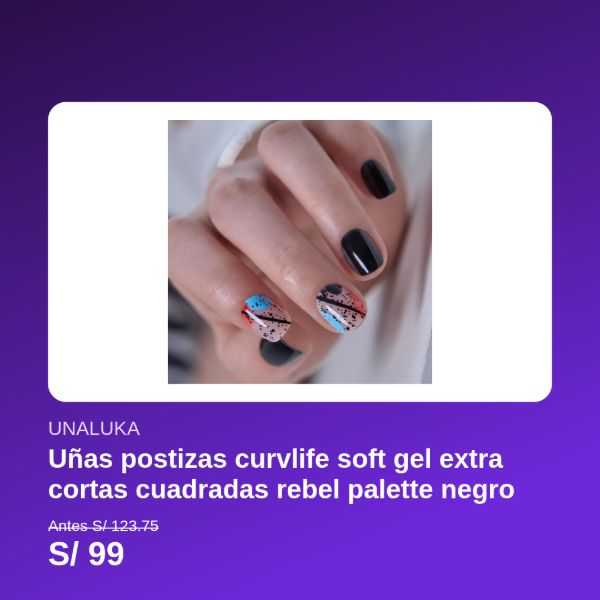 UNALUKA
Uñas postizas curvlife soft gel extra
cortas cuadradas rebel palette negro
Antes S/ 123.75
S/ 99